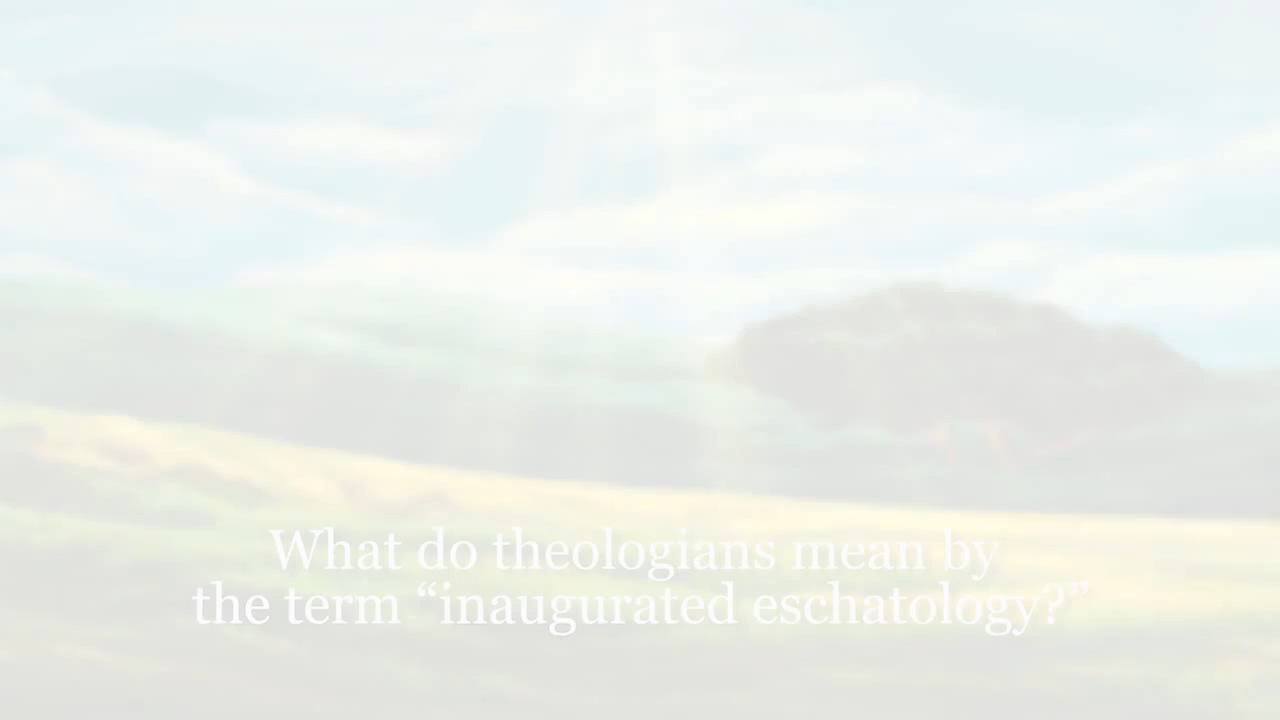 What do theologians mean by
the term “inaugurated eschatology?”